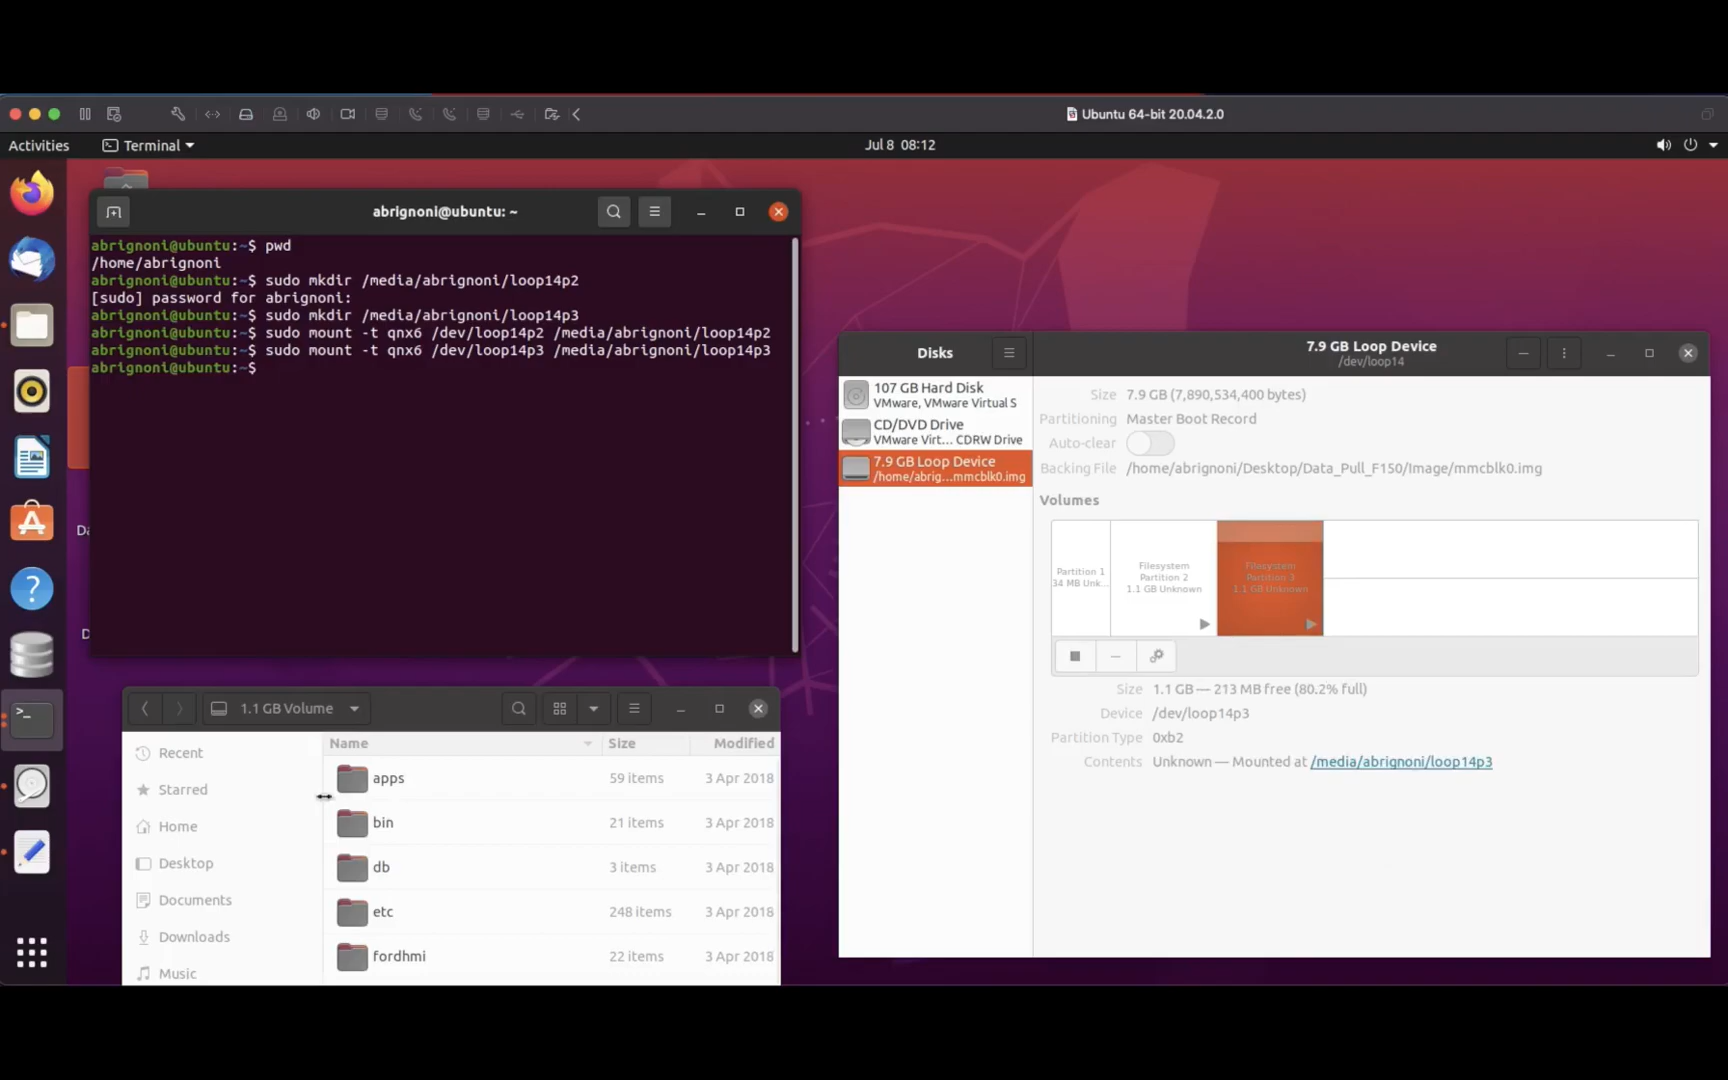 Ubuntu 64-bit 20.04.2.0
Activities
Terminal
Jul 8 08:12
abrignoni@ubuntu: ~
abrignoni@ubuntu:~$ pwd
/home/abrignoni
abrignoni@ubuntu:~$ sudo mkdir /media/abrignoni/loop14p2
[sudo] password for abrignoni:
abrignoni@ubuntu:~$ sudo mkdir /media/abrignoni/loop14p3
abrignoni@ubuntu:~$ sudo mount -t qnx6 /dev/loop14p2 /media/abrignoni/loop14p2
abrignoni@ubuntu:~$ sudo mount -t qnx6 /dev/loop14p3 /media/abrignoni/loop14p3
abrignoni@ubuntu:~$
Da
D
Disks
7.9 GB Loop Device
/dev/loop14
107 GB Hard Disk
VMware, VMware Virtual S
CD/DVD Drive
VMware Virt... CDRW Drive
7.9 GB Loop Device
/home/abrig...mmcblk0.img
Size 7.9 GB (7,890,534,400 bytes)
Partitioning Master Boot Record
Auto-clear
Backing File /home/abrignoni/Desktop/Data_Pull_F150/Image/mmcblk0.img
Volumes
Partition 1
34 MB Unk...
Filesystem
Partition 2
1.1 GB Unknown
Filesystem
Partition 3
1.1 GB Unknown
Size 1.1 GB — 213 MB free (80.2% full)
Device /dev/loop14p3
Partition Type 0xb2
Contents Unknown — Mounted at /media/abrignoni/loop14p3
1.1 GB Volume
Recent
Starred
Home
Desktop
Documents
Downloads
Music
Name Size Modified
apps 59 items 3 Apr 2018
bin 21 items 3 Apr 2018
db 3 items 3 Apr 2018
etc 248 items 3 Apr 2018
fordhmi 22 items 3 Apr 2018